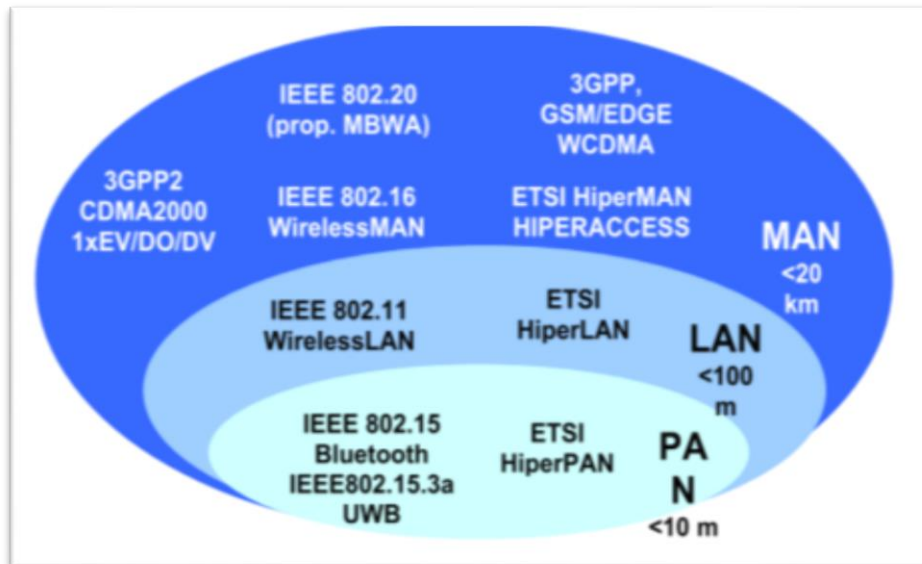 IEEE 802.20
(prop. MBWA)
3GPP,
GSM/EDGE
WCDMA
3GPP2
CDMA2000
1xEV/DO/DV
IEEE 802.16
WirelessMAN
ETSI HiperMAN
HIPERACCESS
MAN
<20
km
IEEE 802.11
WirelessLAN
ETSI
HiperLAN
LAN
<100
m
IEEE 802.15
Bluetooth
IEEE802.15.3a
UWB
ETSI
HiperPAN
PA
N
<10 m